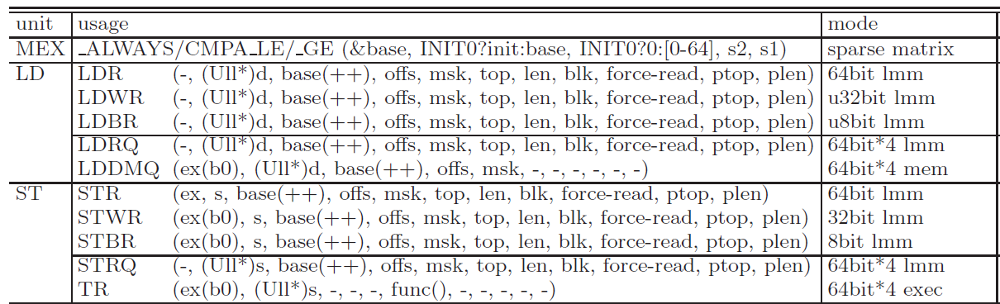 unit usage mode
MEX _ALWAYS/CMPA_LE/_GE (&base, INIT0?init:base, INIT0?0:[0-64], s2, s1) sparse matrix
LD LDR (-, (Ull*)d, base(++), offs, msk, top, len, blk, force-read, ptop, plen) 64bit lmm
LDWR (-, (Ull*)d, base(++), offs, msk, top, len, blk, force-read, ptop, plen) u32bit lmm
LDBR (-, (Ull*)d, base(++), offs, msk, top, len, blk, force-read, ptop, plen) u8bit lmm
LDRQ (-, (Ull*)d, base(++), offs, msk, top, len, blk, force-read, ptop, plen) 64bit*4 lmm
LDDMQ (ex(b0), (Ull*)d, base(++), offs, msk, -, -, -, -, -, -) 64bit*4 mem
ST STR (ex, s, base(++), offs, msk, top, len, blk, force-read, ptop, plen) 64bit lmm
STWR (ex(b0), s, base(++), offs, msk, top, len, blk, force-read, ptop, plen) 32bit lmm
STBR (ex(b0), s, base(++), offs, msk, top, len, blk, force-read, ptop, plen) 8bit lmm
STRQ (-, (Ull*)s, base(++), offs, msk, top, len, blk, force-read, ptop, plen) 64bit*4 lmm
TR (ex(b0), (Ull*)s, -, -, -, func(), -, -, -, -, -) 64bit*4 exec